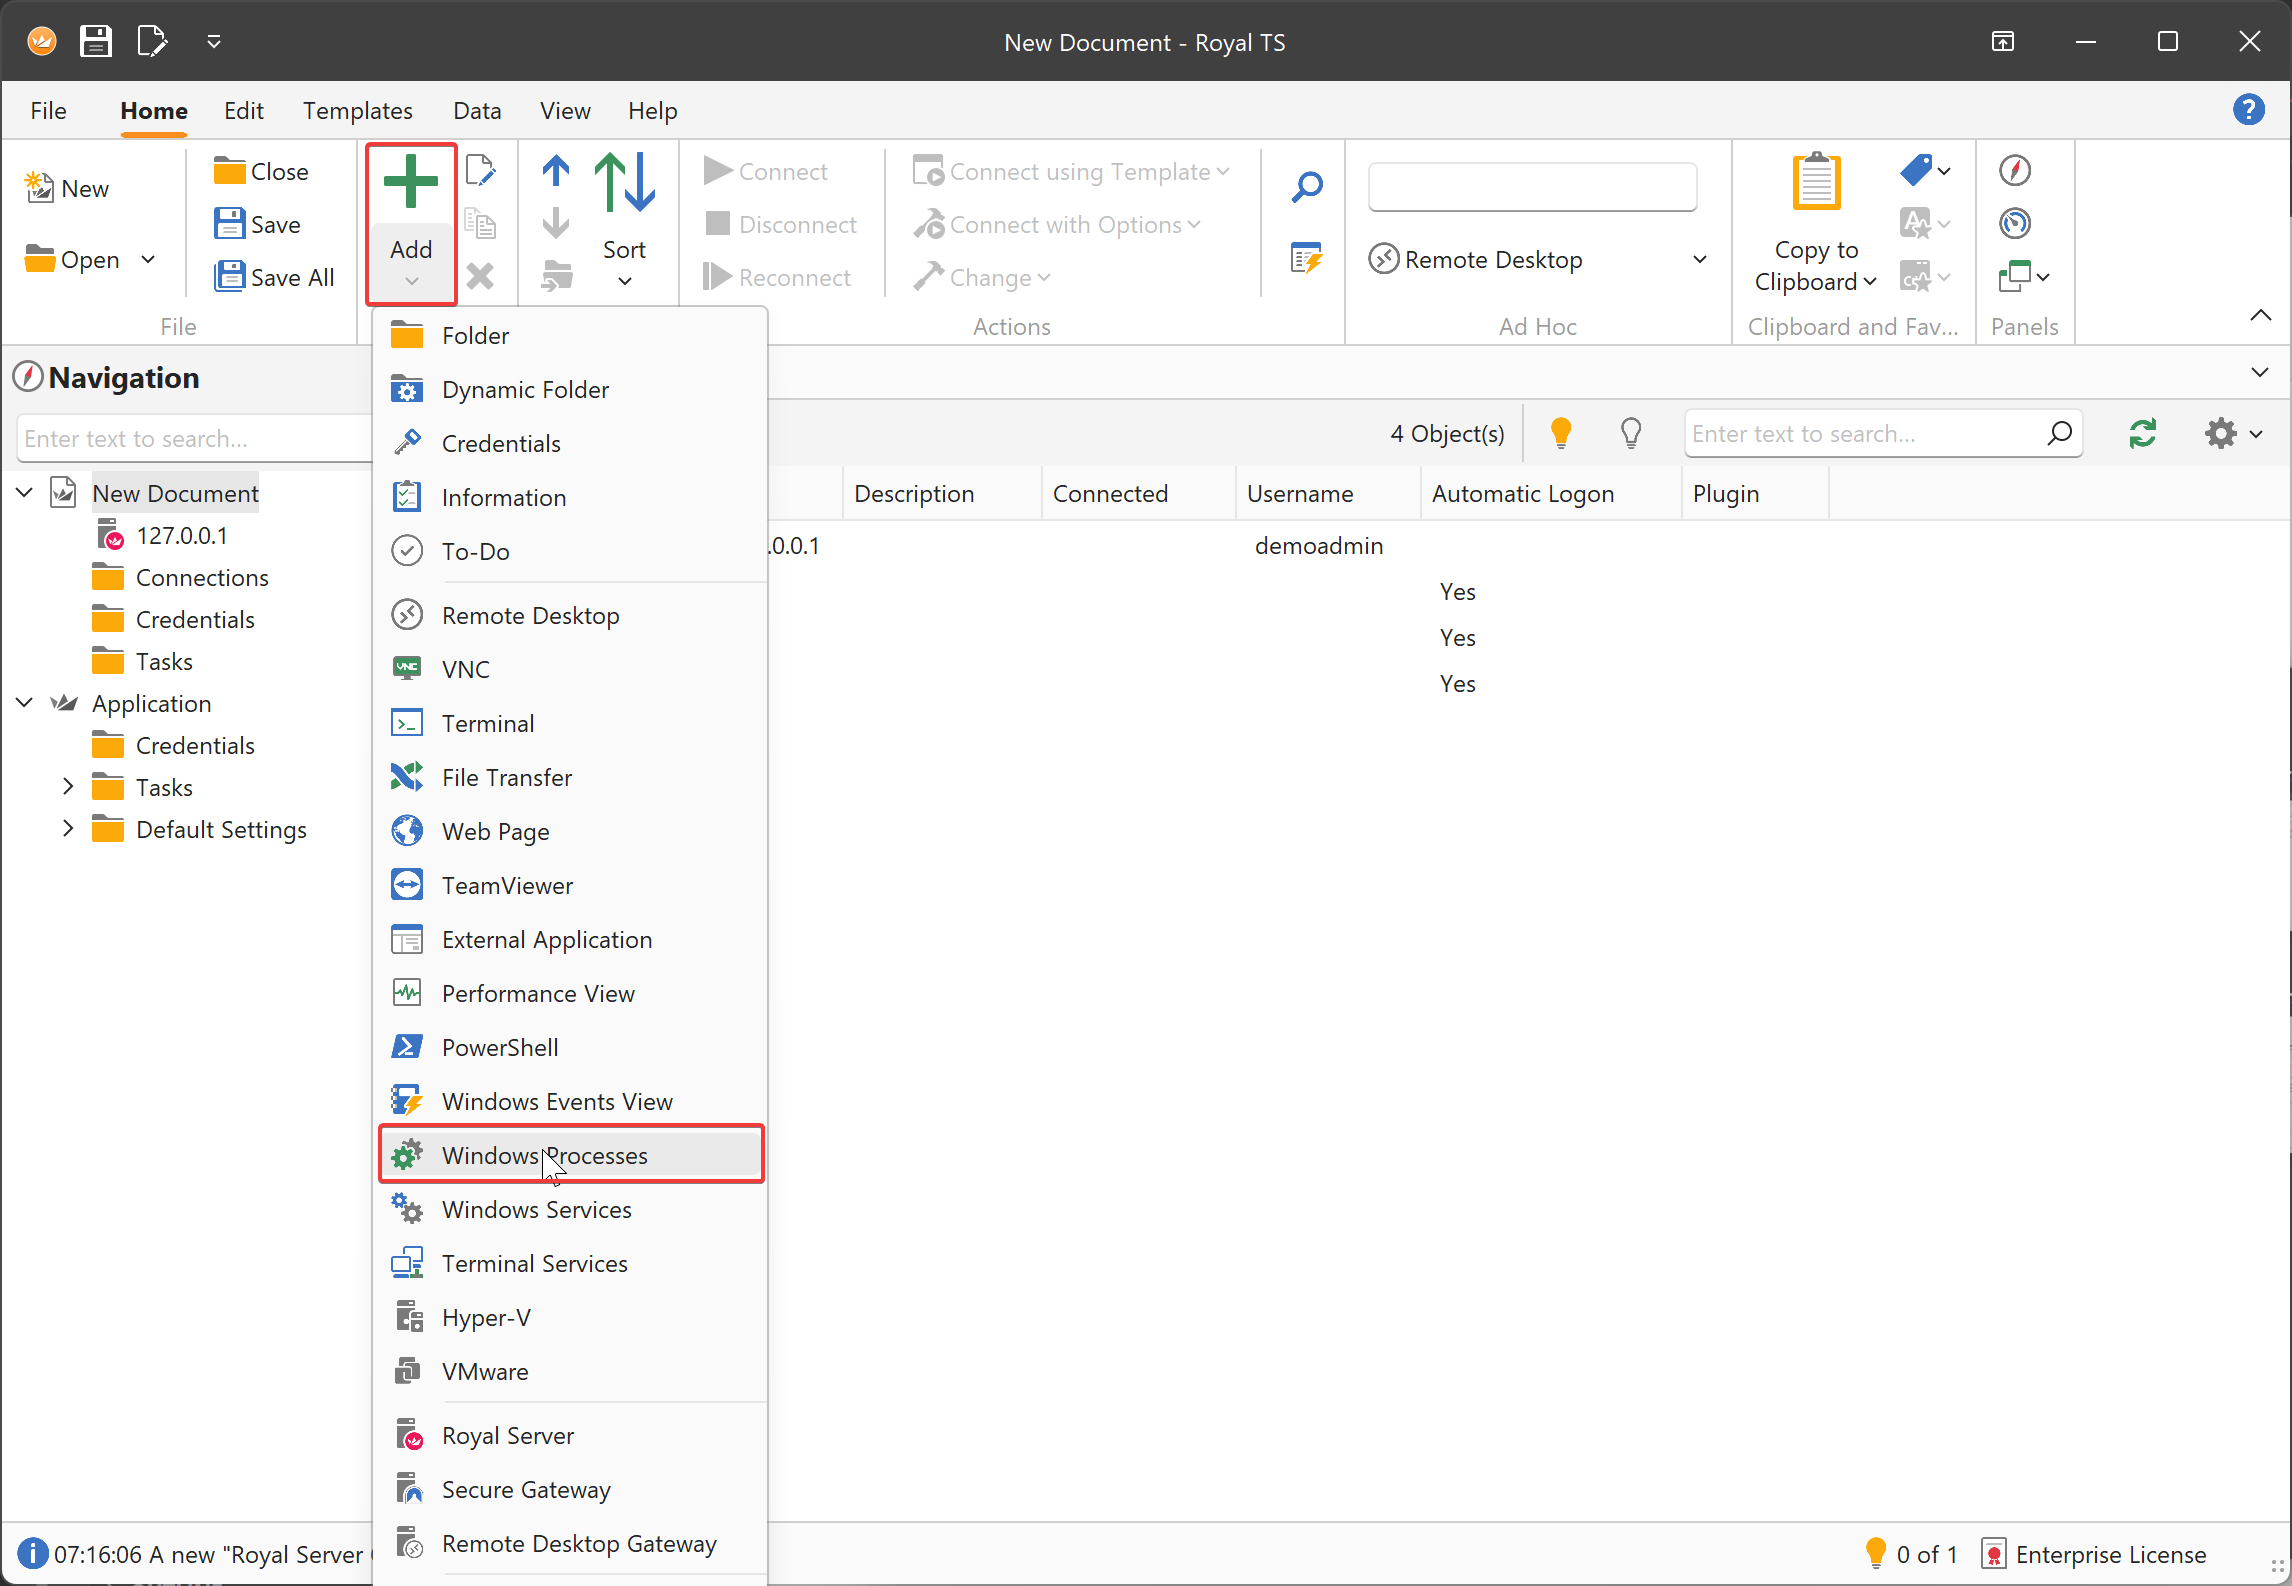 New Document - Royal TS
File Home Edit Templates Data View Help
New
Open
Close
Save
Save All
File
Add
Sort
Connect
Disconnect
Reconnect
Connect using Template
Connect with Options
Change
Actions
Remote Desktop
Ad Hoc
Copy to
Clipboard
Clipboard and Fav...
Panels
Navigation
Enter text to search...
New Document
127.0.0.1
Connections
Credentials
Tasks
Application
Credentials
Tasks
Default Settings
Folder
Dynamic Folder
Credentials
Information
To-Do
Remote Desktop
VNC
Terminal
File Transfer
Web Page
TeamViewer
External Application
Performance View
PowerShell
Windows Events View
Windows Processes
Windows Services
Terminal Services
Hyper-V
VMware
Royal Server
Secure Gateway
Remote Desktop Gateway
4 Object(s)
Enter text to search...
Description Connected Username Automatic Logon Plugin
.0.0.1 demoadmin
Yes
Yes
Yes
07:16:06 A new "Royal Server
0 of 1
Enterprise License